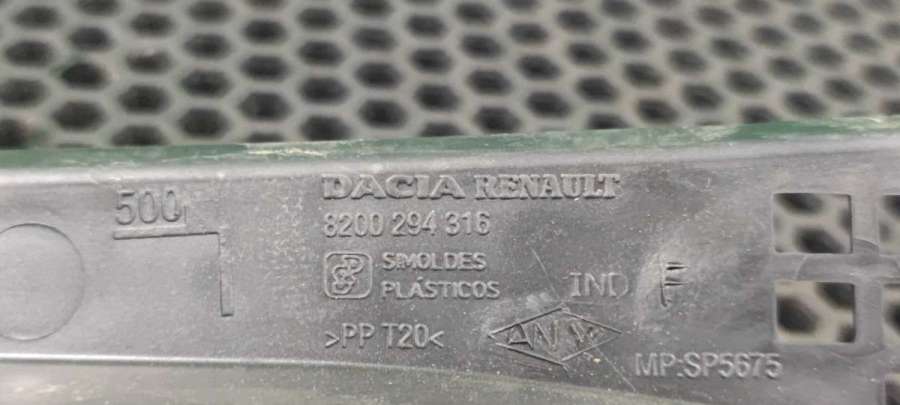 DACIA RENAULT
500
8200 294 316
SIMOLDES
PLÁSTICOS
IND F
>PP T20<
MP:SP5675